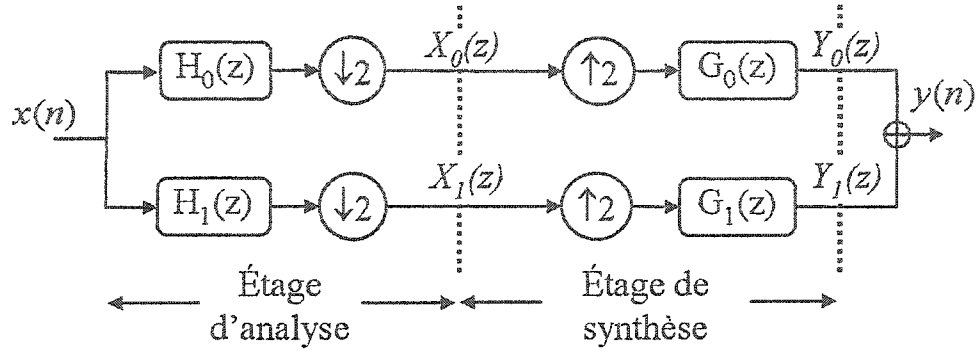 H₀(z) ↓2 X₀(z) ↑2 G₀(z) Y₀(z)
x(n) y(n)
H₁(z) ↓2 X₁(z) ↑2 G₁(z) Y₁(z)
Étage
d'analyse
Étage de
synthèse